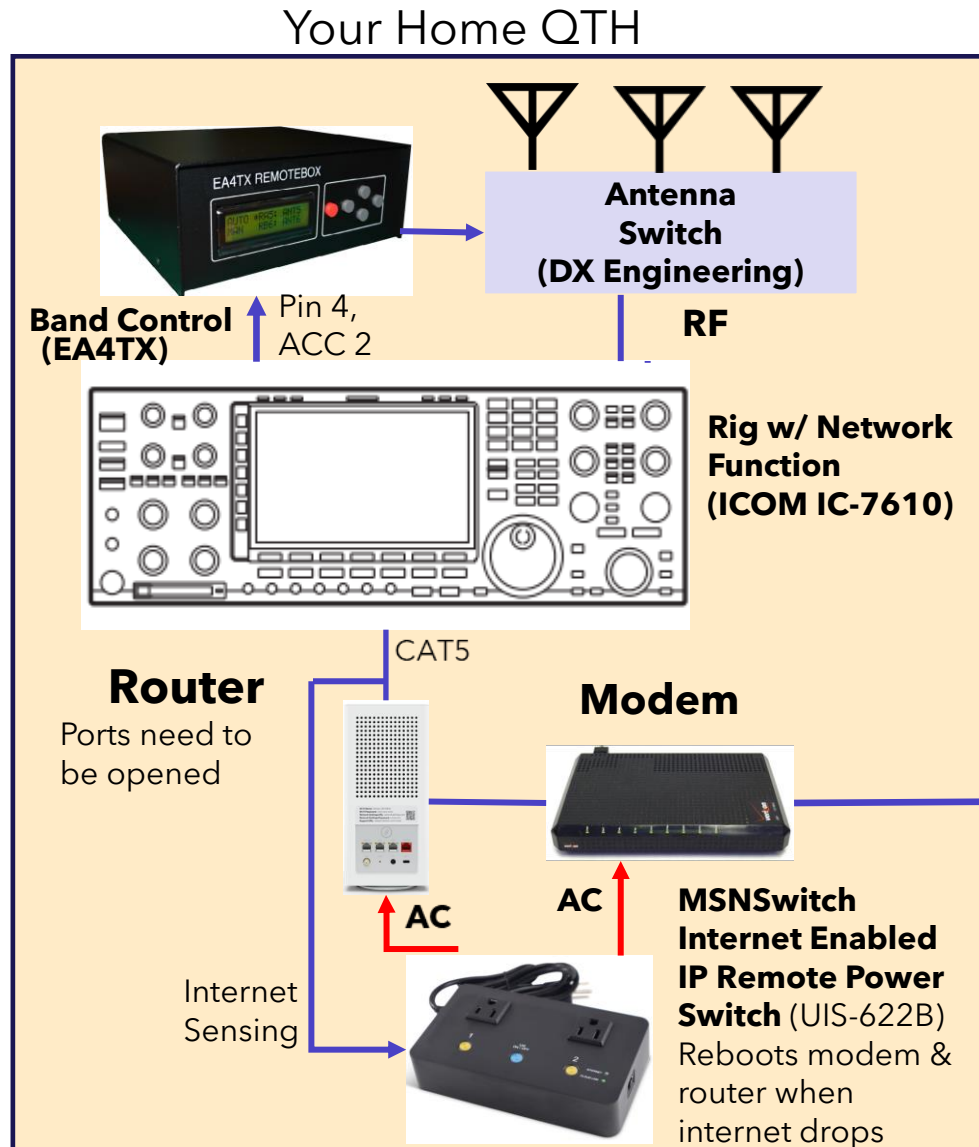 Your Home QTH
EA4TX REMOTEBOX
Antenna
Switch
(DX Engineering)
Band Control
(EA4TX)
Pin 4,
ACC 2
RF
Rig w/ Network
Function
(ICOM IC-7610)
CAT5
Router
Ports need to
be opened
Modem
AC
AC
Internet
Sensing
1
2
MSNSwitch
Internet Enabled
IP Remote Power
Switch (UIS-622B)
Reboots modem &
router when
internet drops